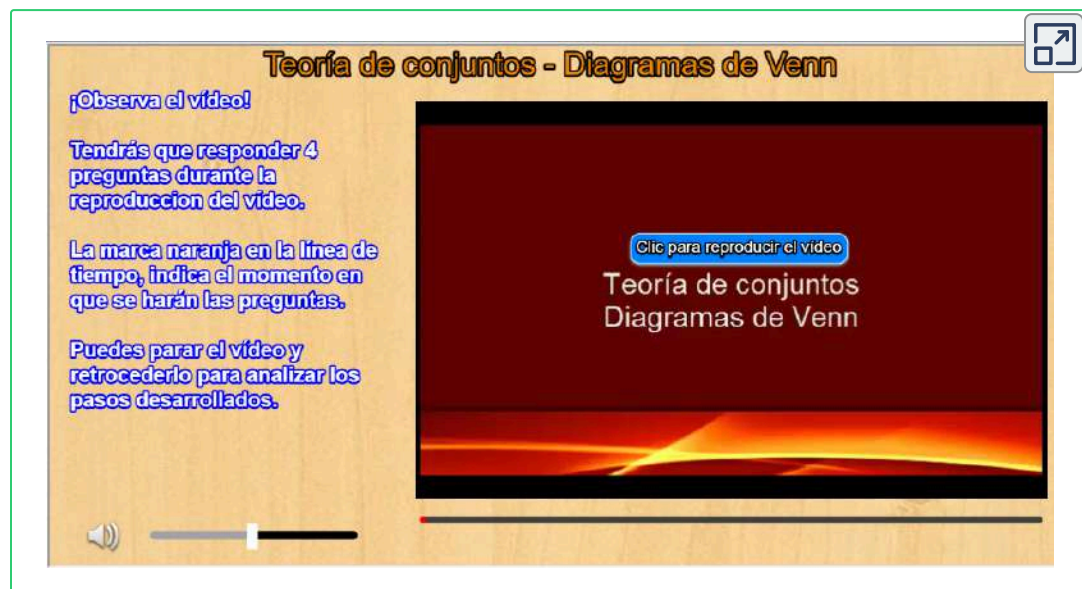 Teoría de conjuntos - Diagramas de Venn
¡Observa el vídeo!
Tendrás que responder 4
preguntas durante la
reproduccion del vídeo.
La marca naranja en la línea de
tiempo, indica el momento en
que se harán las preguntas.
Puedes parar el vídeo y
retrocederlo para analizar los
pasos desarrollados.
Clic para reproducir el vídeo
Teoría de conjuntos
Diagramas de Venn